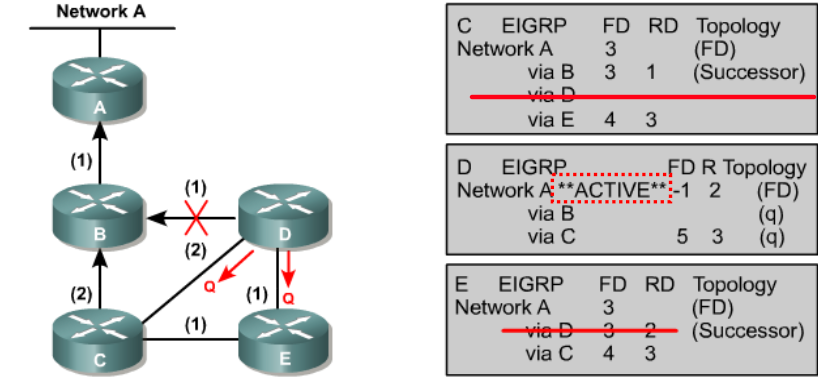 Network A
A
(1)
(1)
B
D
(2)
Q
Q
(2)
(1)
(1)
C
E
C EIGRP FD RD Topology
Network A 3 (FD)
via B 3 1 (Successor)
via D
via E 4 3
D EIGRP FD R Topology
Network A **ACTIVE** -1 2 (FD)
via B (q)
via C 5 3 (q)
E EIGRP FD RD Topology
Network A 3 (FD)
via D 3 2 (Successor)
via C 4 3